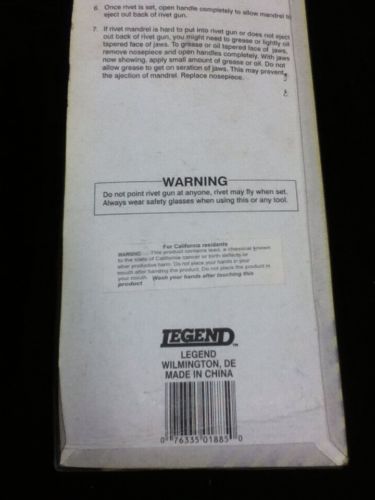 6. Once rivet is set, open handle completely to allow mandrel to
eject out back of rivet gun.
7. If rivet mandrel is hard to put into rivet gun or does not eject
out back of rivet gun, you might need to grease or lightly oil
tapered face of jaws. To grease or oil tapered face of jaws,
remove nosepiece and open handles completely. With jaws
now showing, apply small amount of grease or oil. Do not
allow grease to get on seration of jaws. This may prevent
the ajection of mandrel. Replace nosepiece.
WARNING
Do not point rivet gun at anyone, rivet may fly when set.
Always wear safety glasses when using this or any tool.
For California residents
WARNING: This product contains lead, a chemical known
to the state of California cancer or birth defects or
other productive harm. Do not place your hands in your
mouth after handling the product. Do not place the product in
your mouth. Wash your hands after touching this
product
LEGEND™
LEGEND
WILMINGTON, DE
MADE IN CHINA
0 76335 01885 0